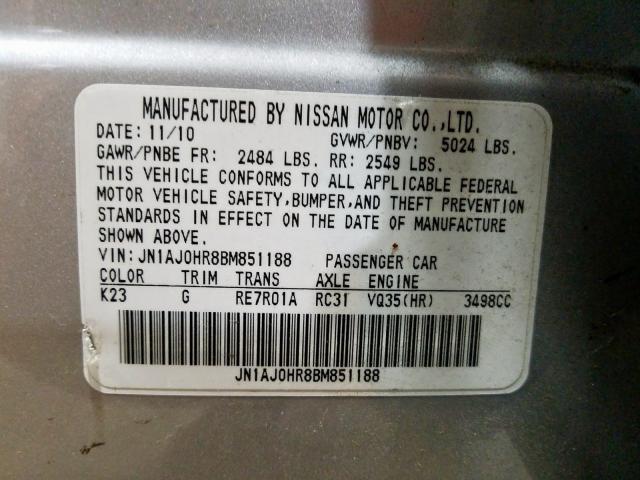 MANUFACTURED BY NISSAN MOTOR CO.,LTD.
DATE: 11/10 GVWR/PNBV: 5024 LBS.
GAWR/PNBE FR: 2484 LBS. RR: 2549 LBS.
THIS VEHICLE CONFORMS TO ALL APPLICABLE FEDERAL
MOTOR VEHICLE SAFETY,BUMPER,AND THEFT PREVENTION
STANDARDS IN EFFECT ON THE DATE OF MANUFACTURE
SHOWN ABOVE.
VIN: JN1AJ0HR8BM851188 PASSENGER CAR
COLOR TRIM TRANS AXLE ENGINE
K23 G RE7R01A RC31 VQ35(HR) 3498CC
JN1AJ0HR8BM851188